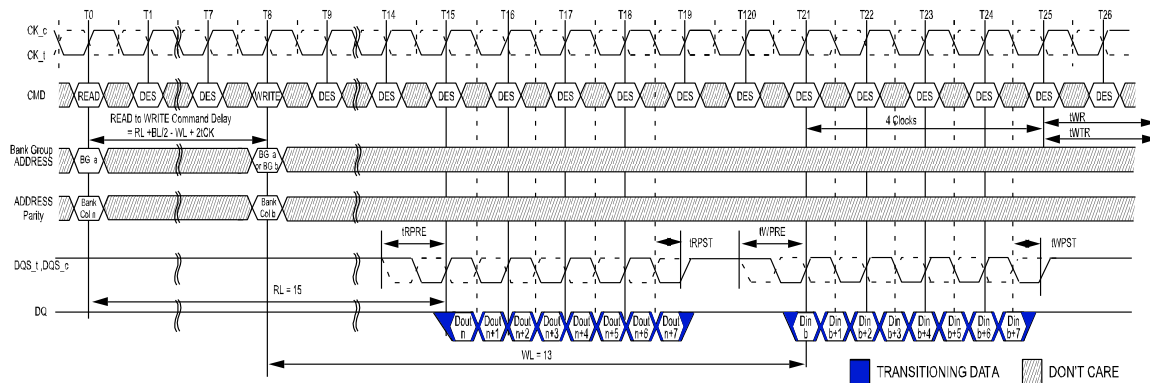 T0 T1 T7 T8 T9 T14 T15 T16 T17 T18 T19 T20 T21 T22 T23 T24 T25 T26
CK_c
CK_t
CMD READ DES DES WRITE DES DES DES DES DES DES DES DES DES DES DES DES DES DES
READ to WRITE Command Delay
= RL +BL/2 - WL + 2tCK
4 Clocks
tWR
tWTR
Bank Group
ADDRESS
BG a
BG a
or BG b
ADDRESS
Parity
Bank
Col n
Bank
Col b
tRPRE tRPST tWPRE tWPST
DQS_t ,DQS_c
RL = 15
DQ
Dout Dout Dout Dout Dout Dout Dout Dout Din Din Din Din Din Din Din Din
n n+1 n+2 n+3 n+4 n+5 n+6 n+7 b b+1 b+2 b+3 b+4 b+5 b+6 b+7
WL = 13
TRANSITIONING DATA DON'T CARE